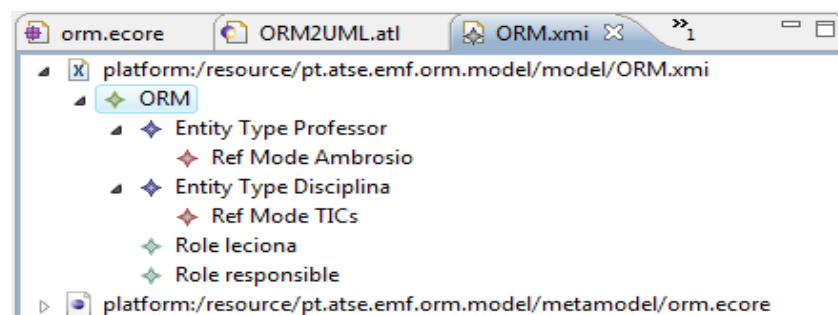 orm.ecore ORM2UML.atl ORM.xmi »1
platform:/resource/pt.atse.emf.orm.model/model/ORM.xmi
ORM
Entity Type Professor
Ref Mode Ambrosio
Entity Type Disciplina
Ref Mode TICs
Role leciona
Role responsible
platform:/resource/pt.atse.emf.orm.model/metamodel/orm.ecore